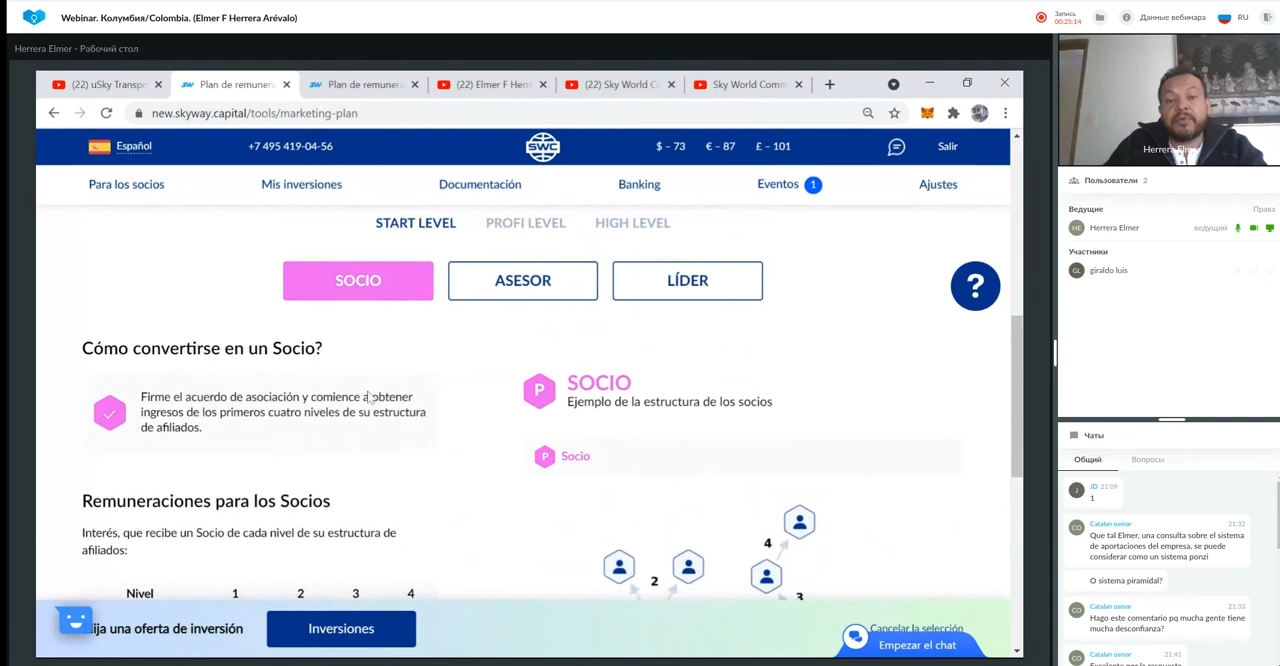 Webinar. Колумбия/Colombia. (Elmer F Herrera Arévalo)
Запись
00:25:14
Данные вебинара
RU
Herrera Elmer - Рабочий стол
(22) uSky Transpo
Plan de remunera
Plan de remunera
(22) Elmer F Herr
(22) Sky World C
Sky World Comm
new.skyway.capital/tools/marketing-plan
Español
+7 495 419-04-56
SWC
$ – 73
€ – 87
£ – 101
Salir
Para los socios
Mis inversiones
Documentación
Banking
Eventos 1
Ajustes
START LEVEL
PROFI LEVEL
HIGH LEVEL
SOCIO
ASESOR
LÍDER
?
Cómo convertirse en un Socio?
Firme el acuerdo de asociación y comience a obtener
ingresos de los primeros cuatro niveles de su estructura
de afiliados.
P
SOCIO
Ejemplo de la estructura de los socios
P Socio
Remuneraciones para los Socios
Interés, que recibe un Socio de cada nivel de su estructura de
afiliados:
Nivel 1 2 3 4
4
2
3
lija una oferta de inversión
Inversiones
Cancelar la selección
Empezar el chat
Herrera Elmer
Пользователи 2
Ведущие
Права
HE Herrera Elmer
ведущий
Участники
GL giraldo luis
Чаты
Общий
Вопросы
J JD 21:09
1
CO Catalan osmar 21:32
Que tal Elmer, una consulta sobre el sistema
de aportaciones del empresa, se puede
considerar como un sistema ponzi
O sistema piramidal?
CO Catalan osmar 21:33
Hago este comentario pq mucha gente tiene
mucha desconfianza?
CO Catalan osmar 21:41
Excelente por la respuesta